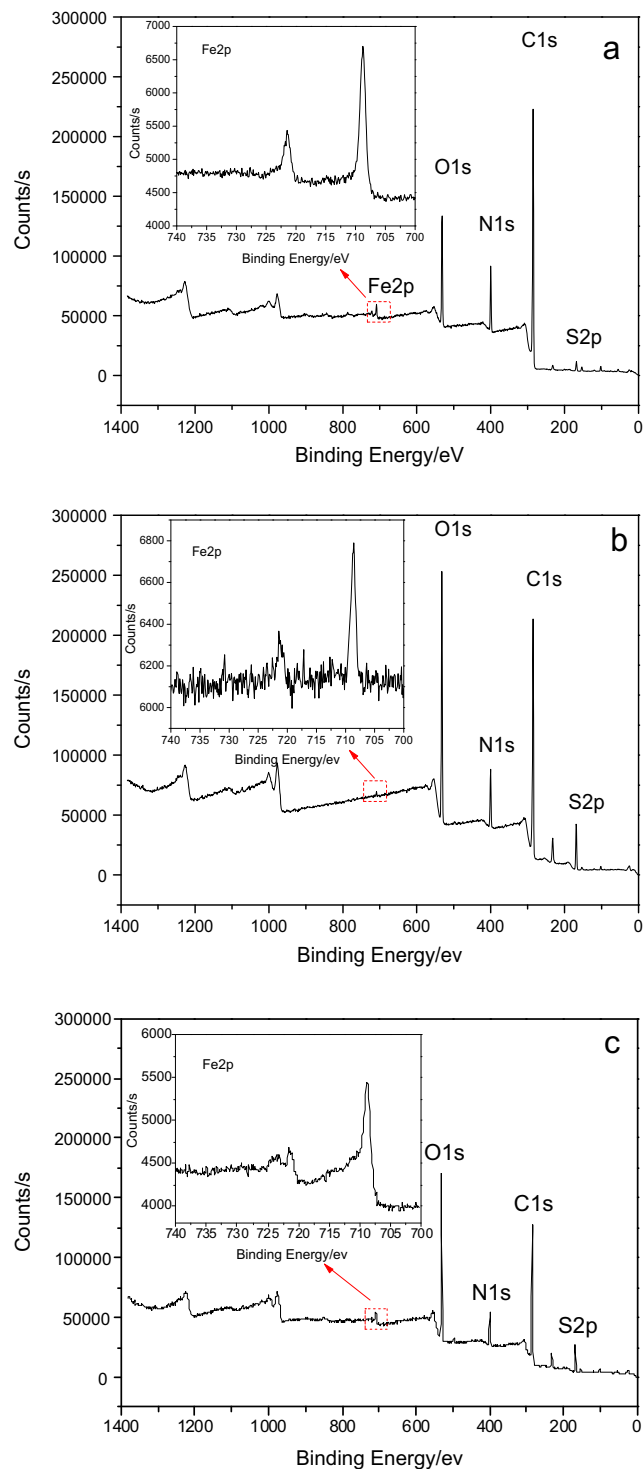 a
300000
250000
200000
150000
100000
50000
0
Counts/s
1400 1200 1000 800 600 400 200 0
Binding Energy/eV
C1s
O1s
N1s
S2p
Fe2p
Fe2p
7000
6500
6000
5500
5000
4500
4000
Counts/s
740 735 730 725 720 715 710 705 700
Binding Energy/eV
b
300000
250000
200000
150000
100000
50000
0
Counts/s
1400 1200 1000 800 600 400 200 0
Binding Energy/ev
O1s
C1s
N1s
S2p
Fe2p
6800
6600
6400
6200
6000
Counts/s
740 735 730 725 720 715 710 705 700
Binding Energy/ev
c
300000
250000
200000
150000
100000
50000
0
Counts/s
1400 1200 1000 800 600 400 200 0
Binding Energy/ev
O1s
C1s
N1s
S2p
Fe2p
6000
5500
5000
4500
4000
Counts/s
740 735 730 725 720 715 710 705 700
Binding Energy/ev